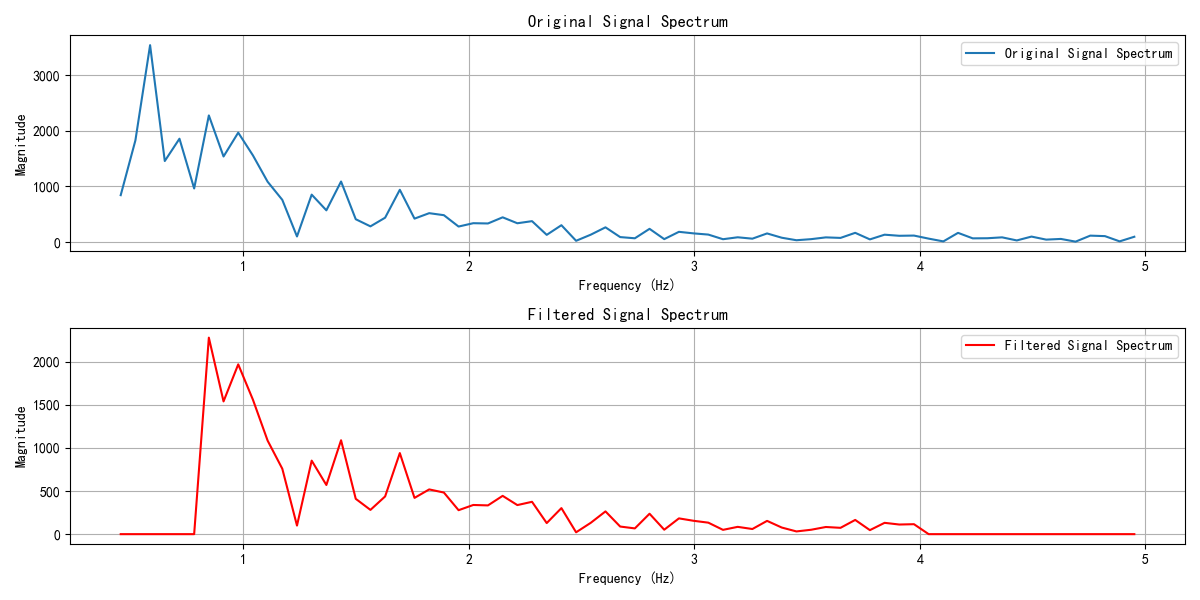 Original Signal Spectrum
Original Signal Spectrum
Magnitude
3000
2000
1000
0
1 2 3 4 5
Frequency (Hz)
Filtered Signal Spectrum
Filtered Signal Spectrum
Magnitude
2000
1500
1000
500
0
1 2 3 4 5
Frequency (Hz)